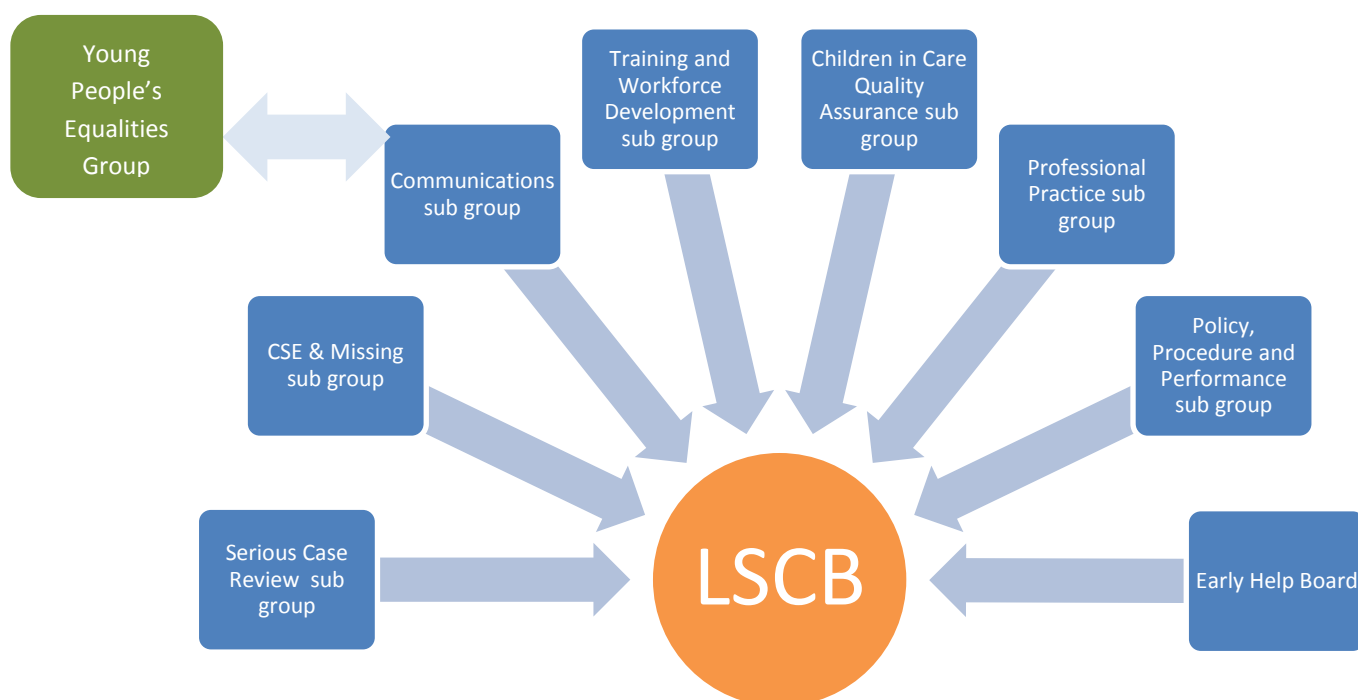 Young
People’s
Equalities
Group
Training and
Workforce
Development
sub group
Children in Care
Quality
Assurance sub
group
Communications
sub group
Professional
Practice sub
group
CSE & Missing
sub group
Policy,
Procedure and
Performance
sub group
Serious Case
Review sub
group
LSCB
Early Help Board